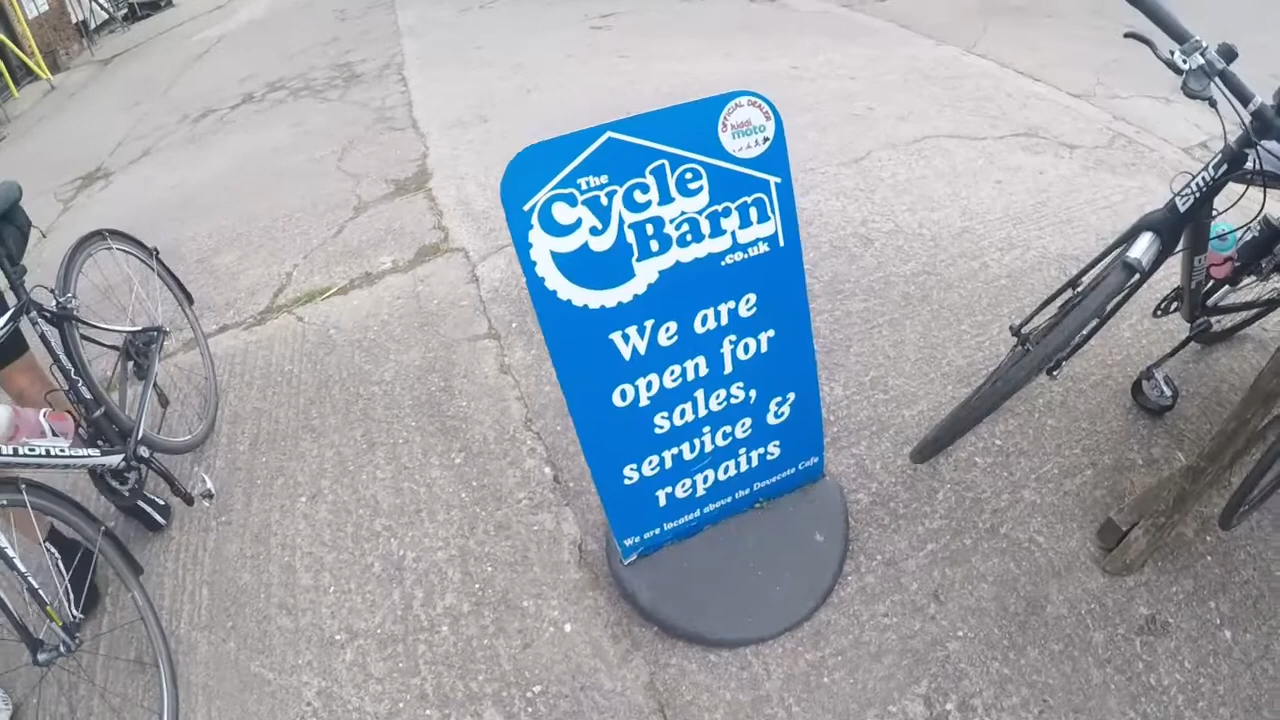 OFFICIAL DEALER
kiddi
moto
The
Cycle
Barn
.co.uk
We are
open for
sales,
service &
repairs
We are located above the Dovecote Cafe
BMC
nnondale